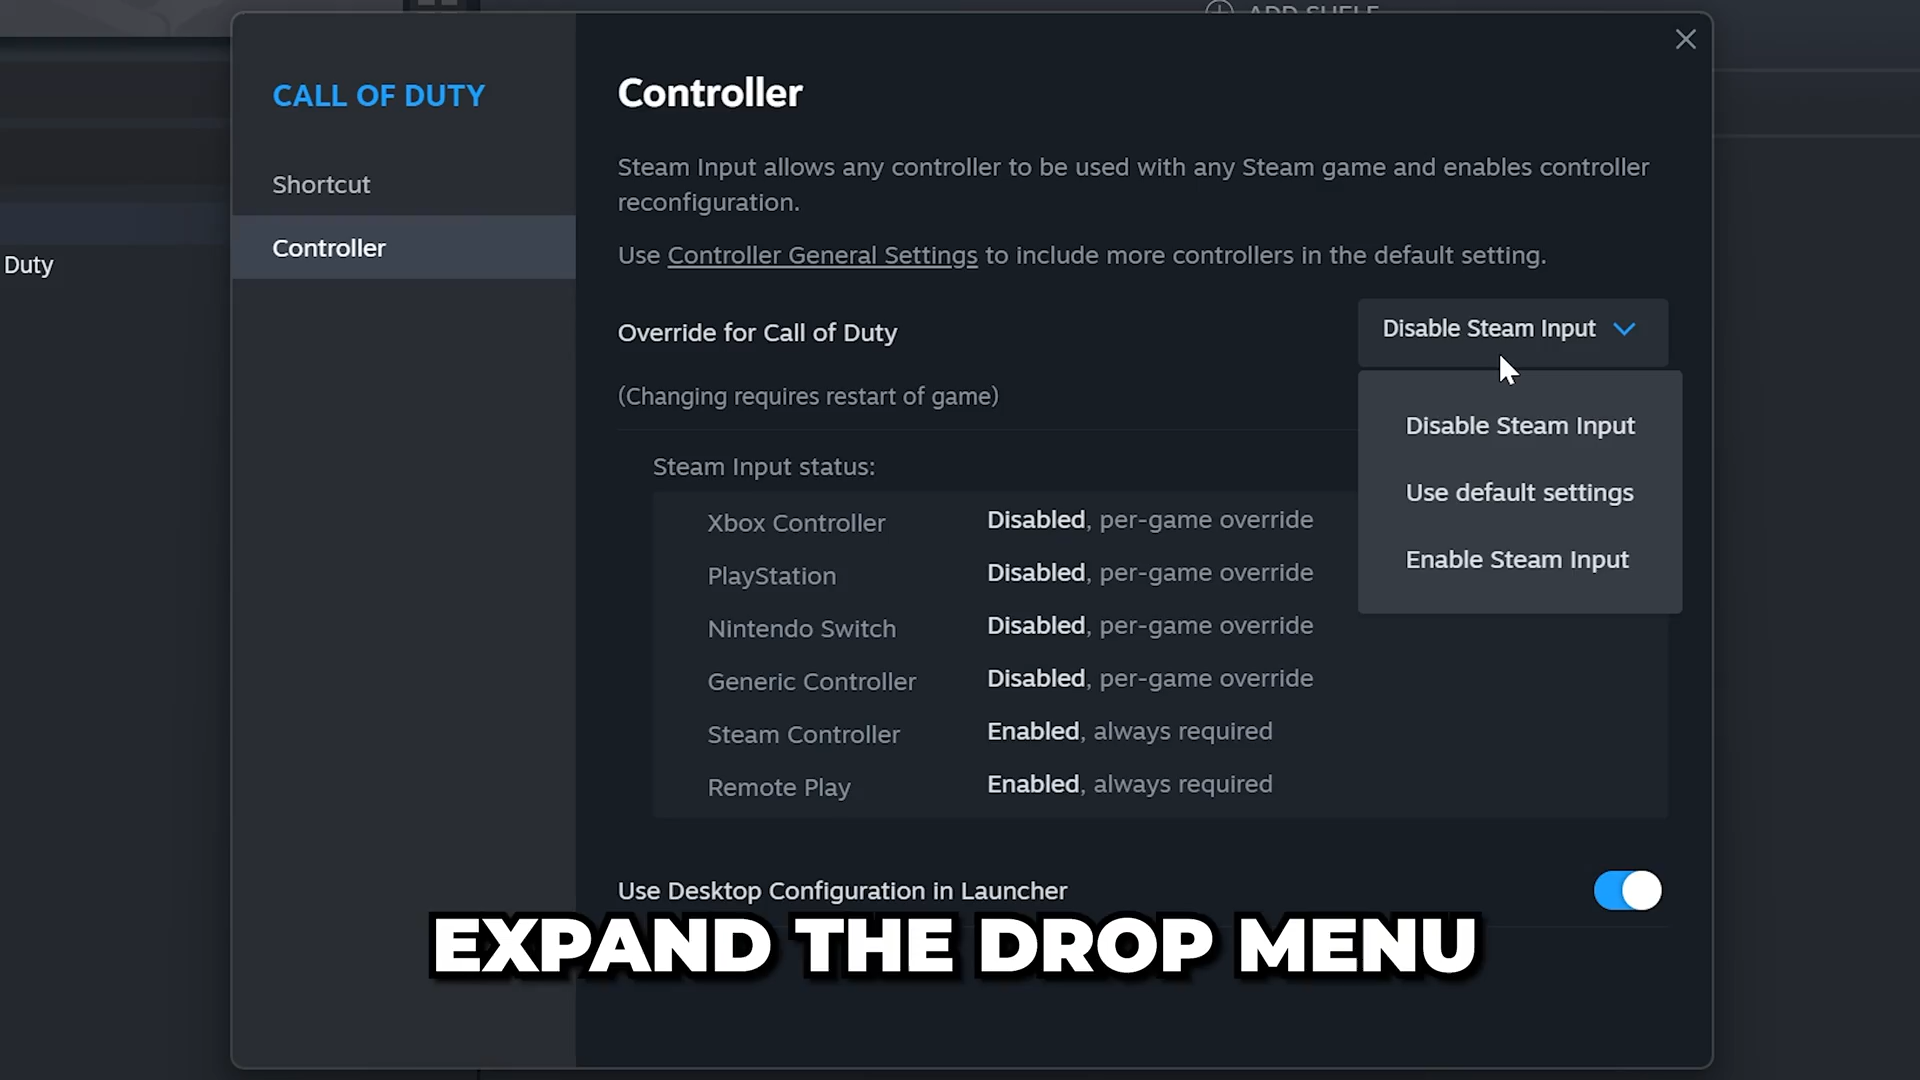 ADD SHELF
CALL OF DUTY
Shortcut
Controller
Duty
Controller
Steam Input allows any controller to be used with any Steam game and enables controller
reconfiguration.
Use Controller General Settings to include more controllers in the default setting.
Override for Call of Duty
Disable Steam Input
(Changing requires restart of game)
Disable Steam Input
Use default settings
Enable Steam Input
Steam Input status:
Xbox Controller Disabled, per-game override
PlayStation Disabled, per-game override
Nintendo Switch Disabled, per-game override
Generic Controller Disabled, per-game override
Steam Controller Enabled, always required
Remote Play Enabled, always required
Use Desktop Configuration in Launcher
EXPAND THE DROP MENU